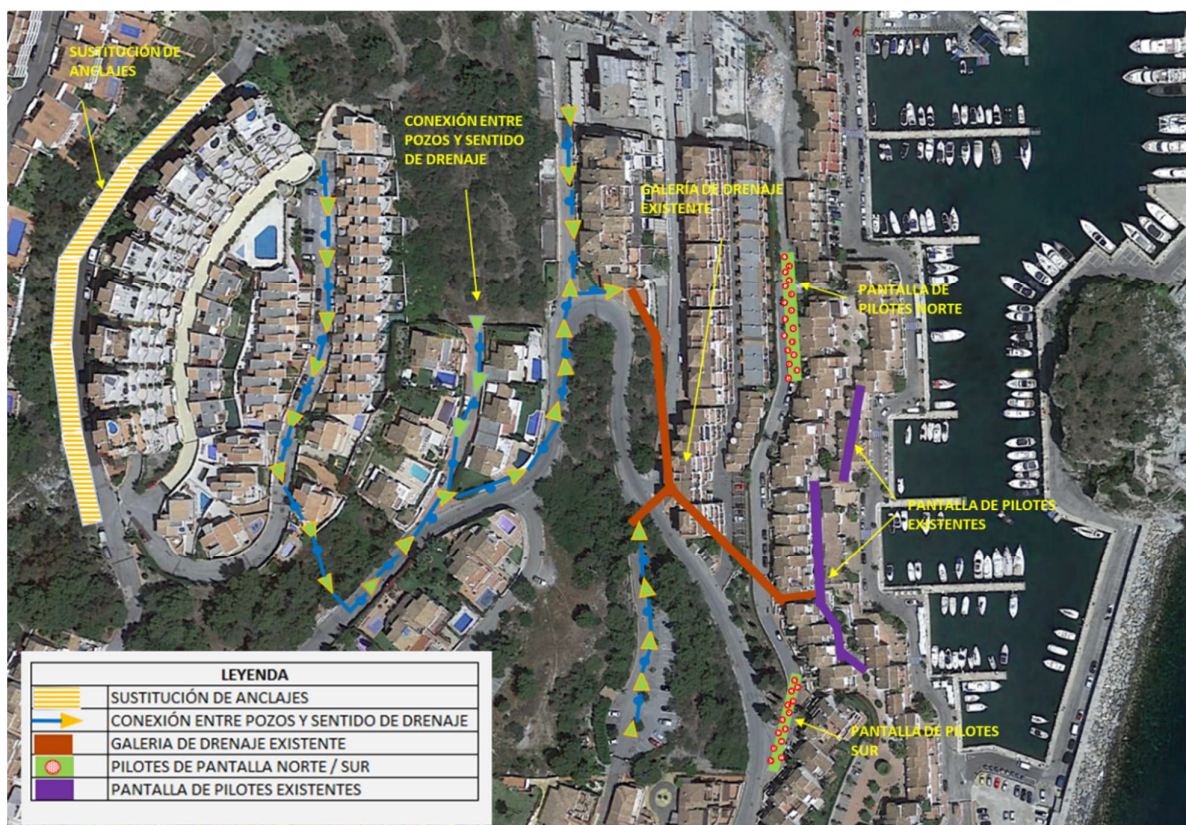 SUSTITUCIÓN DE
ANCLAJES
CONEXIÓN ENTRE
POZOS Y SENTIDO
DE DRENAJE
GALERÍA DE DRENAJE
EXISTENTE
PANTALLA DE
PILOTES NORTE
PANTALLA DE PILOTES
EXISTENTES
PANTALLA DE PILOTES
SUR
LEYENDA
SUSTITUCIÓN DE ANCLAJES
CONEXIÓN ENTRE POZOS Y SENTIDO DE DRENAJE
GALERIA DE DRENAJE EXISTENTE
PILOTES DE PANTALLA NORTE / SUR
PANTALLA DE PILOTES EXISTENTES